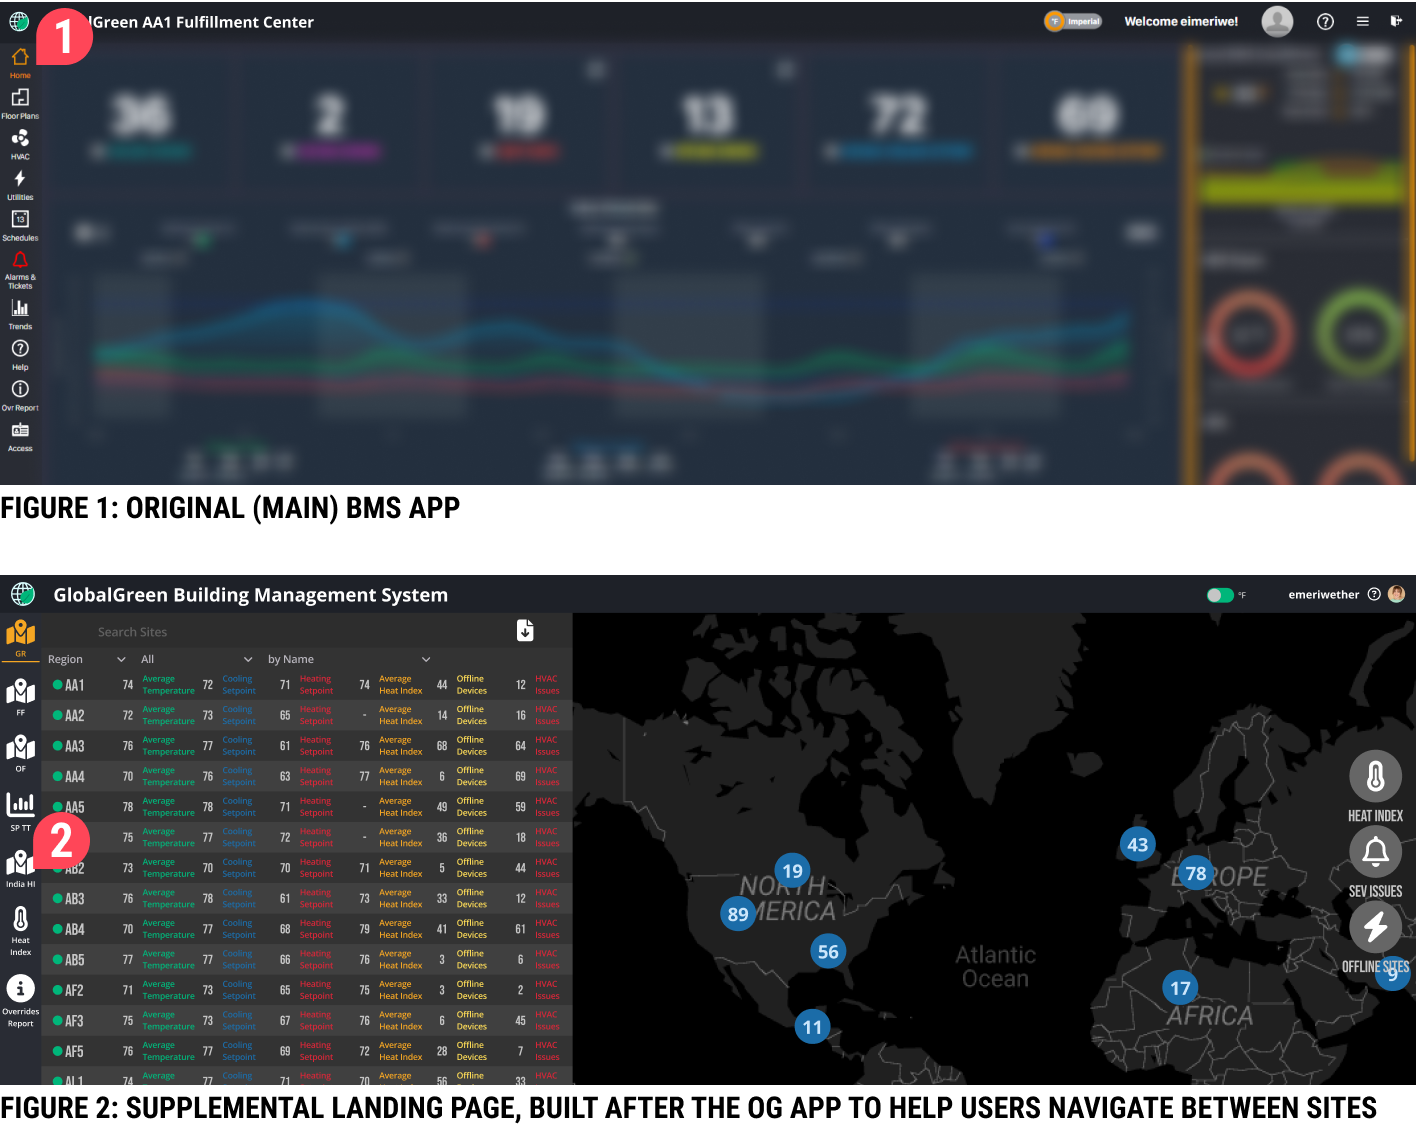 1
lGreen AA1 Fulfillment Center
°F Imperial
Welcome eimeriwe!
Home
Floor Plans
HVAC
Utilities
13
Schedules
Alarms &
Tickets
Trends
Help
Ovr Report
Access
36 2 19 13 72 69
FIGURE 1: ORIGINAL (MAIN) BMS APP
GlobalGreen Building Management System
°F
emeriwether
GR
FF
OF
SP TT
2
India HI
Heat
Index
Overrides
Report
Search Sites
Region All by Name
AA1 74 Average Temperature 72 Cooling Setpoint 71 Heating Setpoint 74 Average Heat Index 44 Offline Devices 12 HVAC Issues
AA2 72 Average Temperature 73 Cooling Setpoint 65 Heating Setpoint - Average Heat Index 14 Offline Devices 16 HVAC Issues
AA3 76 Average Temperature 77 Cooling Setpoint 61 Heating Setpoint 76 Average Heat Index 68 Offline Devices 64 HVAC Issues
AA4 70 Average Temperature 76 Cooling Setpoint 63 Heating Setpoint 77 Average Heat Index 6 Offline Devices 69 HVAC Issues
AA5 78 Average Temperature 78 Cooling Setpoint 71 Heating Setpoint - Average Heat Index 49 Offline Devices 59 HVAC Issues
75 Average Temperature 77 Cooling Setpoint 72 Heating Setpoint - Average Heat Index 36 Offline Devices 18 HVAC Issues
AB2 73 Average Temperature 70 Cooling Setpoint 70 Heating Setpoint 71 Average Heat Index 5 Offline Devices 44 HVAC Issues
AB3 76 Average Temperature 78 Cooling Setpoint 61 Heating Setpoint 73 Average Heat Index 33 Offline Devices 12 HVAC Issues
AB4 70 Average Temperature 77 Cooling Setpoint 68 Heating Setpoint 79 Average Heat Index 41 Offline Devices 61 HVAC Issues
AB5 77 Average Temperature 77 Cooling Setpoint 66 Heating Setpoint 76 Average Heat Index 3 Offline Devices 6 HVAC Issues
AF2 71 Average Temperature 73 Cooling Setpoint 65 Heating Setpoint 75 Average Heat Index 3 Offline Devices 2 HVAC Issues
AF3 75 Average Temperature 73 Cooling Setpoint 67 Heating Setpoint 76 Average Heat Index 6 Offline Devices 45 HVAC Issues
AF5 76 Average Temperature 77 Cooling Setpoint 69 Heating Setpoint 72 Average Heat Index 28 Offline Devices 7 HVAC Issues
AL1 74 Average 77 Cooling 71 Heating 70 Average 56 Offline 33 HVAC
19
NORTH
AMERICA
89
56
11
Atlantic
Ocean
43
78
EUROPE
17
AFRICA
HEAT INDEX
SEV ISSUES
OFFLINE SITES
9
FIGURE 2: SUPPLEMENTAL LANDING PAGE, BUILT AFTER THE OG APP TO HELP USERS NAVIGATE BETWEEN SITES